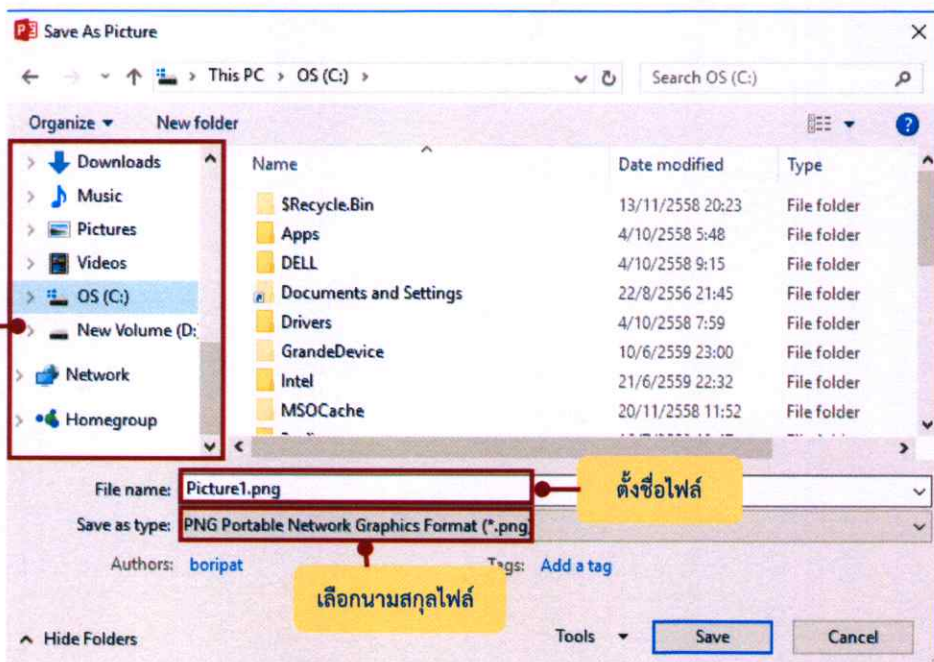 Save As Picture
This PC > OS (C:) >
Search OS (C:)
Organize
New folder
Name
Date modified
Type
Downloads
Music
Pictures
Videos
OS (C:)
New Volume (D:
Network
Homegroup
$Recycle.Bin 13/11/2558 20:23 File folder
Apps 4/10/2558 5:48 File folder
DELL 4/10/2558 9:15 File folder
Documents and Settings 22/8/2556 21:45 File folder
Drivers 4/10/2558 7:59 File folder
GrandeDevice 10/6/2559 23:00 File folder
Intel 21/6/2559 22:32 File folder
MSOCache 20/11/2558 11:52 File folder
File name: Picture1.png
ตั้งชื่อไฟล์
Save as type: PNG Portable Network Graphics Format (*.png)
Authors: boripat
Tags: Add a tag
เลือกนามสกุลไฟล์
Hide Folders
Tools
Save
Cancel